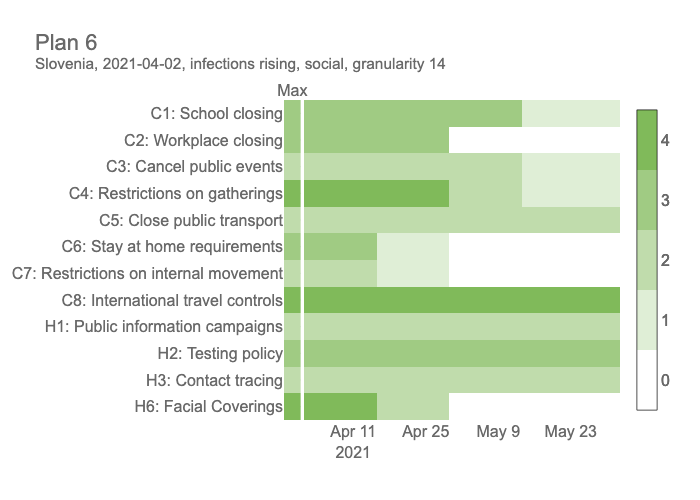 Plan 6
Slovenia, 2021-04-02, infections rising, social, granularity 14
Max
C1: School closing
C2: Workplace closing
C3: Cancel public events
C4: Restrictions on gatherings
C5: Close public transport
C6: Stay at home requirements
C7: Restrictions on internal movement
C8: International travel controls
H1: Public information campaigns
H2: Testing policy
H3: Contact tracing
H6: Facial Coverings
Apr 11 Apr 25 May 9 May 23
2021
4
3
2
1
0